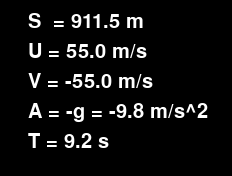 S  = 911.5 m
U = 55.0 m/s
V = -55.0 m/s
A = -g = -9.8 m/s^2
T = 9.2 s